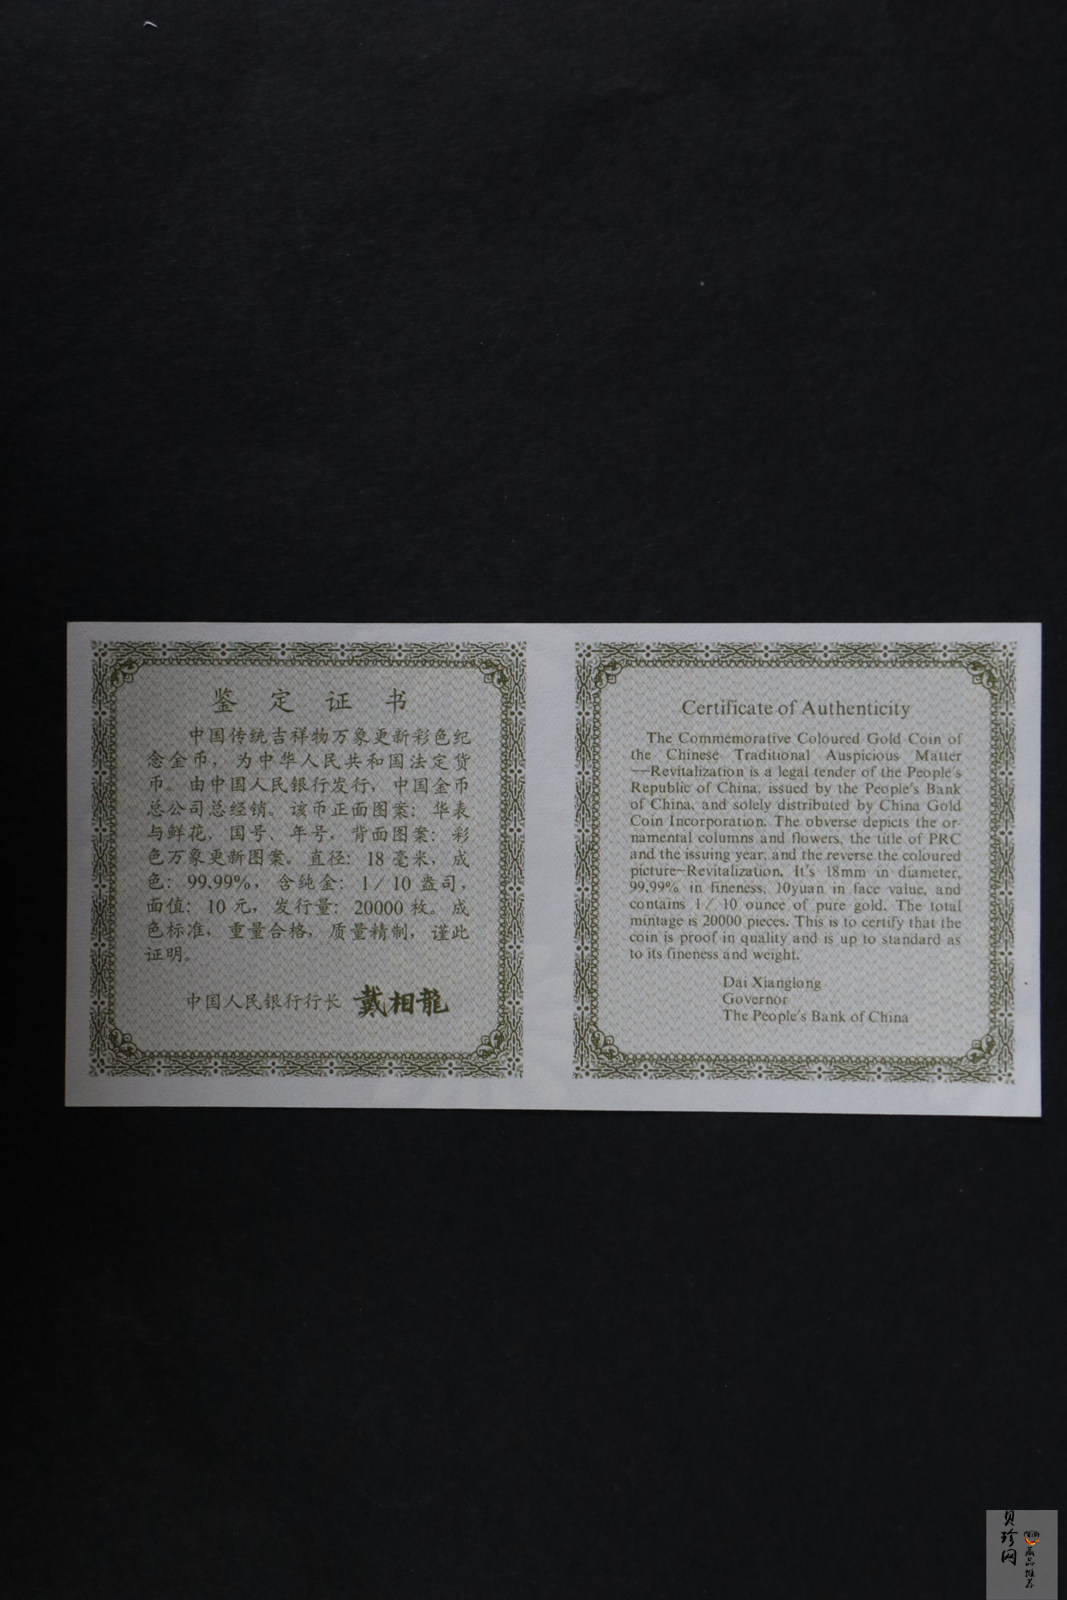 鉴定证书
中国传统吉祥物万象更新彩色纪
念金币，为中华人民共和国法定货
币。由中国人民银行发行，中国金币
总公司总经销。该币正面图案：华表
与鲜花，国号、年号，背面图案：彩
色万象更新图案。直径：18毫米，成
色：99.99%，含纯金：1/10盎司，
面值：10元，发行量：20000枚。成
色标准，重量合格，质量精制，谨此
证明。
中国人民银行行长 戴相龍
Certificate of Authenticity
The Commemorative Coloured Gold Coin of
the Chinese Traditional Auspicious Matter
—Revitalization is a legal tender of the People's
Republic of China, issued by the People's Bank
of China, and solely distributed by China Gold
Coin Incorporation. The obverse depicts the or-
namental columns and flowers, the title of PRC
and the issuing year, and the reverse the coloured
picture-Revitalization. It's 18mm in diameter,
99.99% in fineness, 10yuan in face value, and
contains 1/10 ounce of pure gold. The total
mintage is 20000 pieces. This is to certify that the
coin is proof in quality and is up to standard as
to its fineness and weight.
Dai Xianglong
Governor
The People's Bank of China
贝珍网
藏品推荐